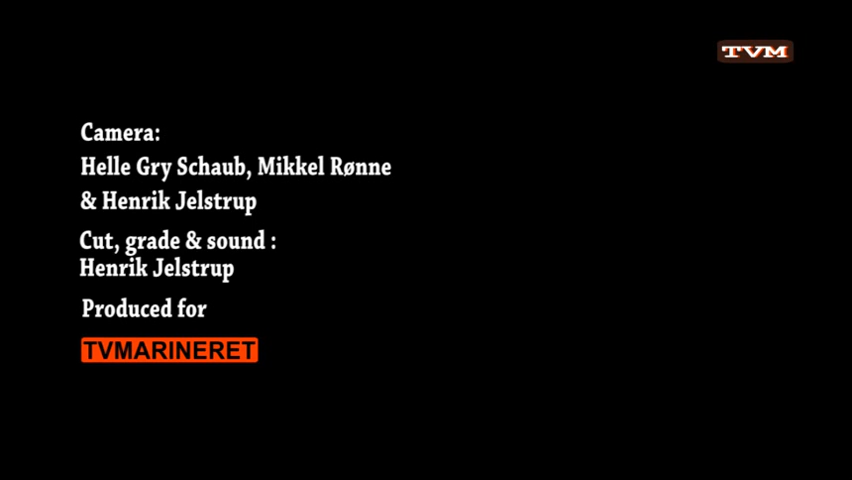 TVM
Camera:
Helle Gry Schaub, Mikkel Rønne
& Henrik Jelstrup
Cut, grade & sound :
Henrik Jelstrup
Produced for
TVMARINERET